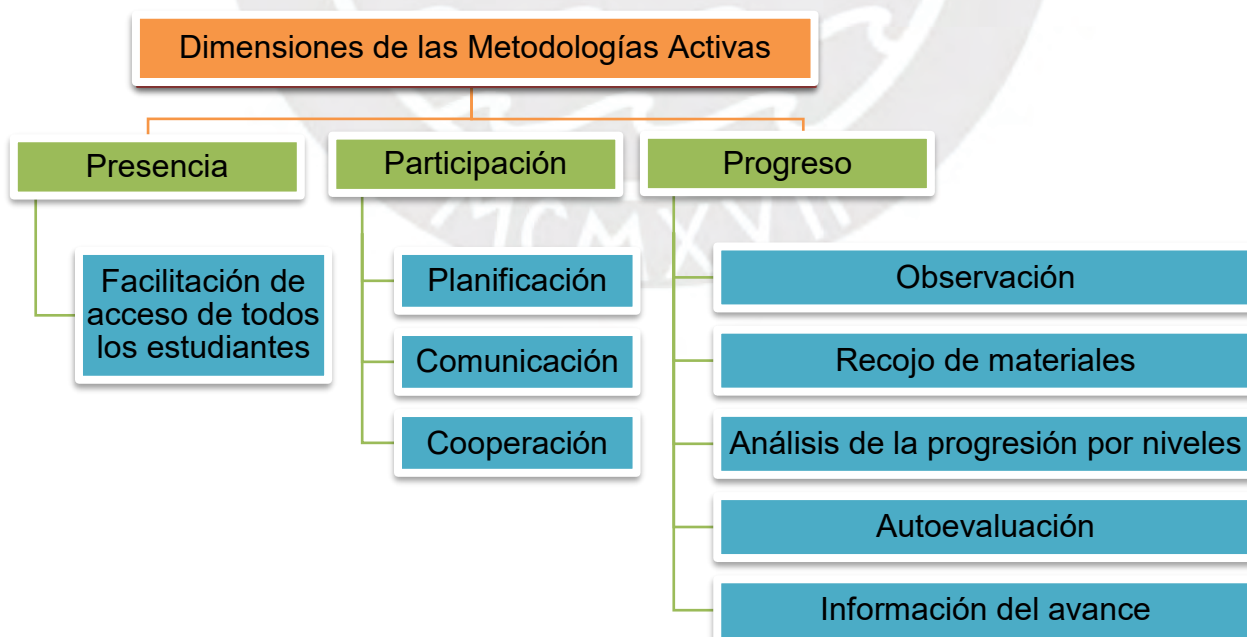 Dimensiones de las Metodologías Activas
Presencia
Facilitación de
acceso de todos
los estudiantes
Participación
Planificación
Comunicación
Cooperación
Progreso
Observación
Recojo de materiales
Análisis de la progresión por niveles
Autoevaluación
Información del avance
MCMXVII